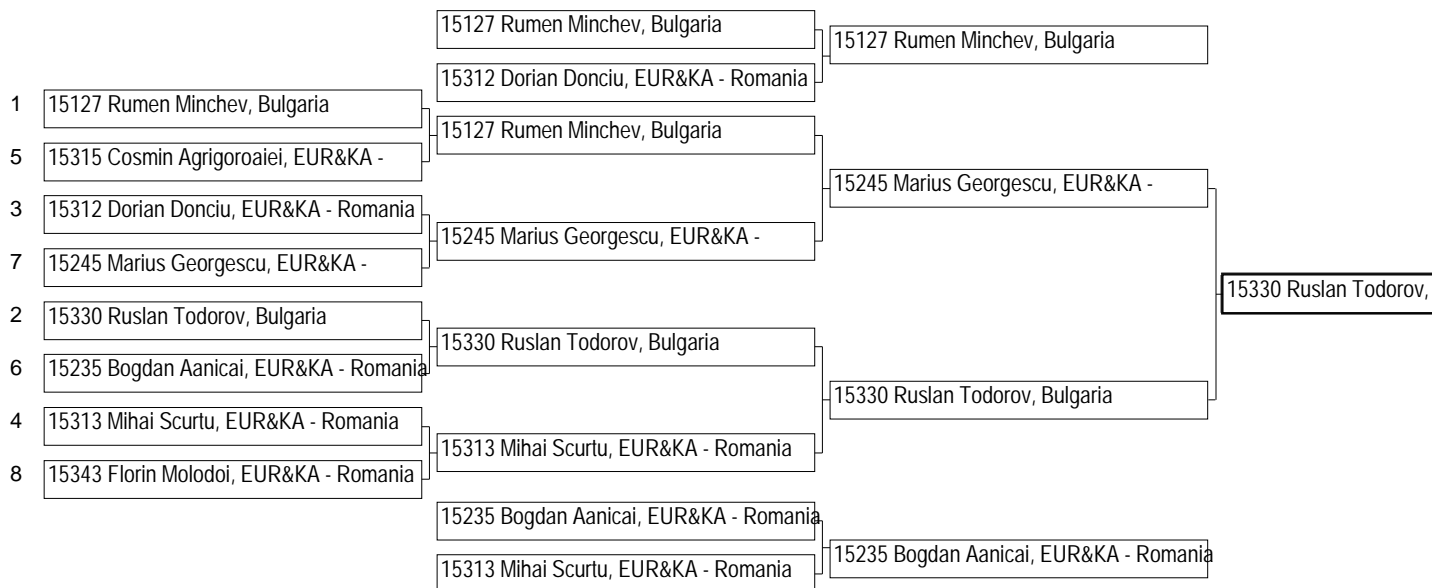 15127 Rumen Minchev, Bulgaria
15312 Dorian Donciu, EUR&KA - Romania
15127 Rumen Minchev, Bulgaria
1 15127 Rumen Minchev, Bulgaria
5 15315 Cosmin Agrigoroaiei, EUR&KA -
15127 Rumen Minchev, Bulgaria
3 15312 Dorian Donciu, EUR&KA - Romania
7 15245 Marius Georgescu, EUR&KA -
15245 Marius Georgescu, EUR&KA -
15245 Marius Georgescu, EUR&KA -
2 15330 Ruslan Todorov, Bulgaria
6 15235 Bogdan Aanicai, EUR&KA - Romania
15330 Ruslan Todorov, Bulgaria
4 15313 Mihai Scurtu, EUR&KA - Romania
8 15343 Florin Molodoi, EUR&KA - Romania
15313 Mihai Scurtu, EUR&KA - Romania
15330 Ruslan Todorov, Bulgaria
15330 Ruslan Todorov,
15235 Bogdan Aanicai, EUR&KA - Romania
15313 Mihai Scurtu, EUR&KA - Romania
15235 Bogdan Aanicai, EUR&KA - Romania